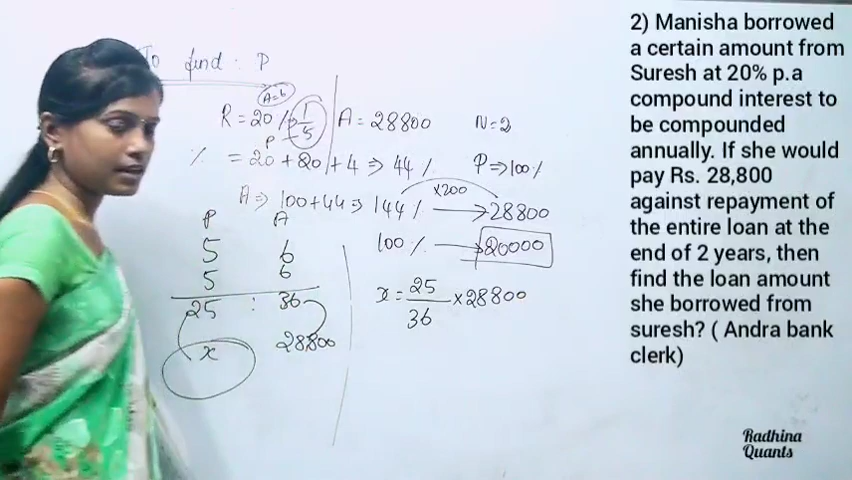 To find : P
A=6
R = 20% 1/5 A = 28800 N=2
P
% = 20 + 20 + 4 ⇒ 44% P ⇒ 100%
×200
A ⇒ 100+44 ⇒ 144% → 28800
P A
5 6
100% → 20000
5 6
25 : 36
x = 25/36 × 28800
x 28800
2) Manisha borrowed
a certain amount from
Suresh at 20% p.a
compound interest to
be compounded
annually. If she would
pay Rs. 28,800
against repayment of
the entire loan at the
end of 2 years, then
find the loan amount
she borrowed from
suresh? ( Andra bank
clerk)
Radhina
Quants